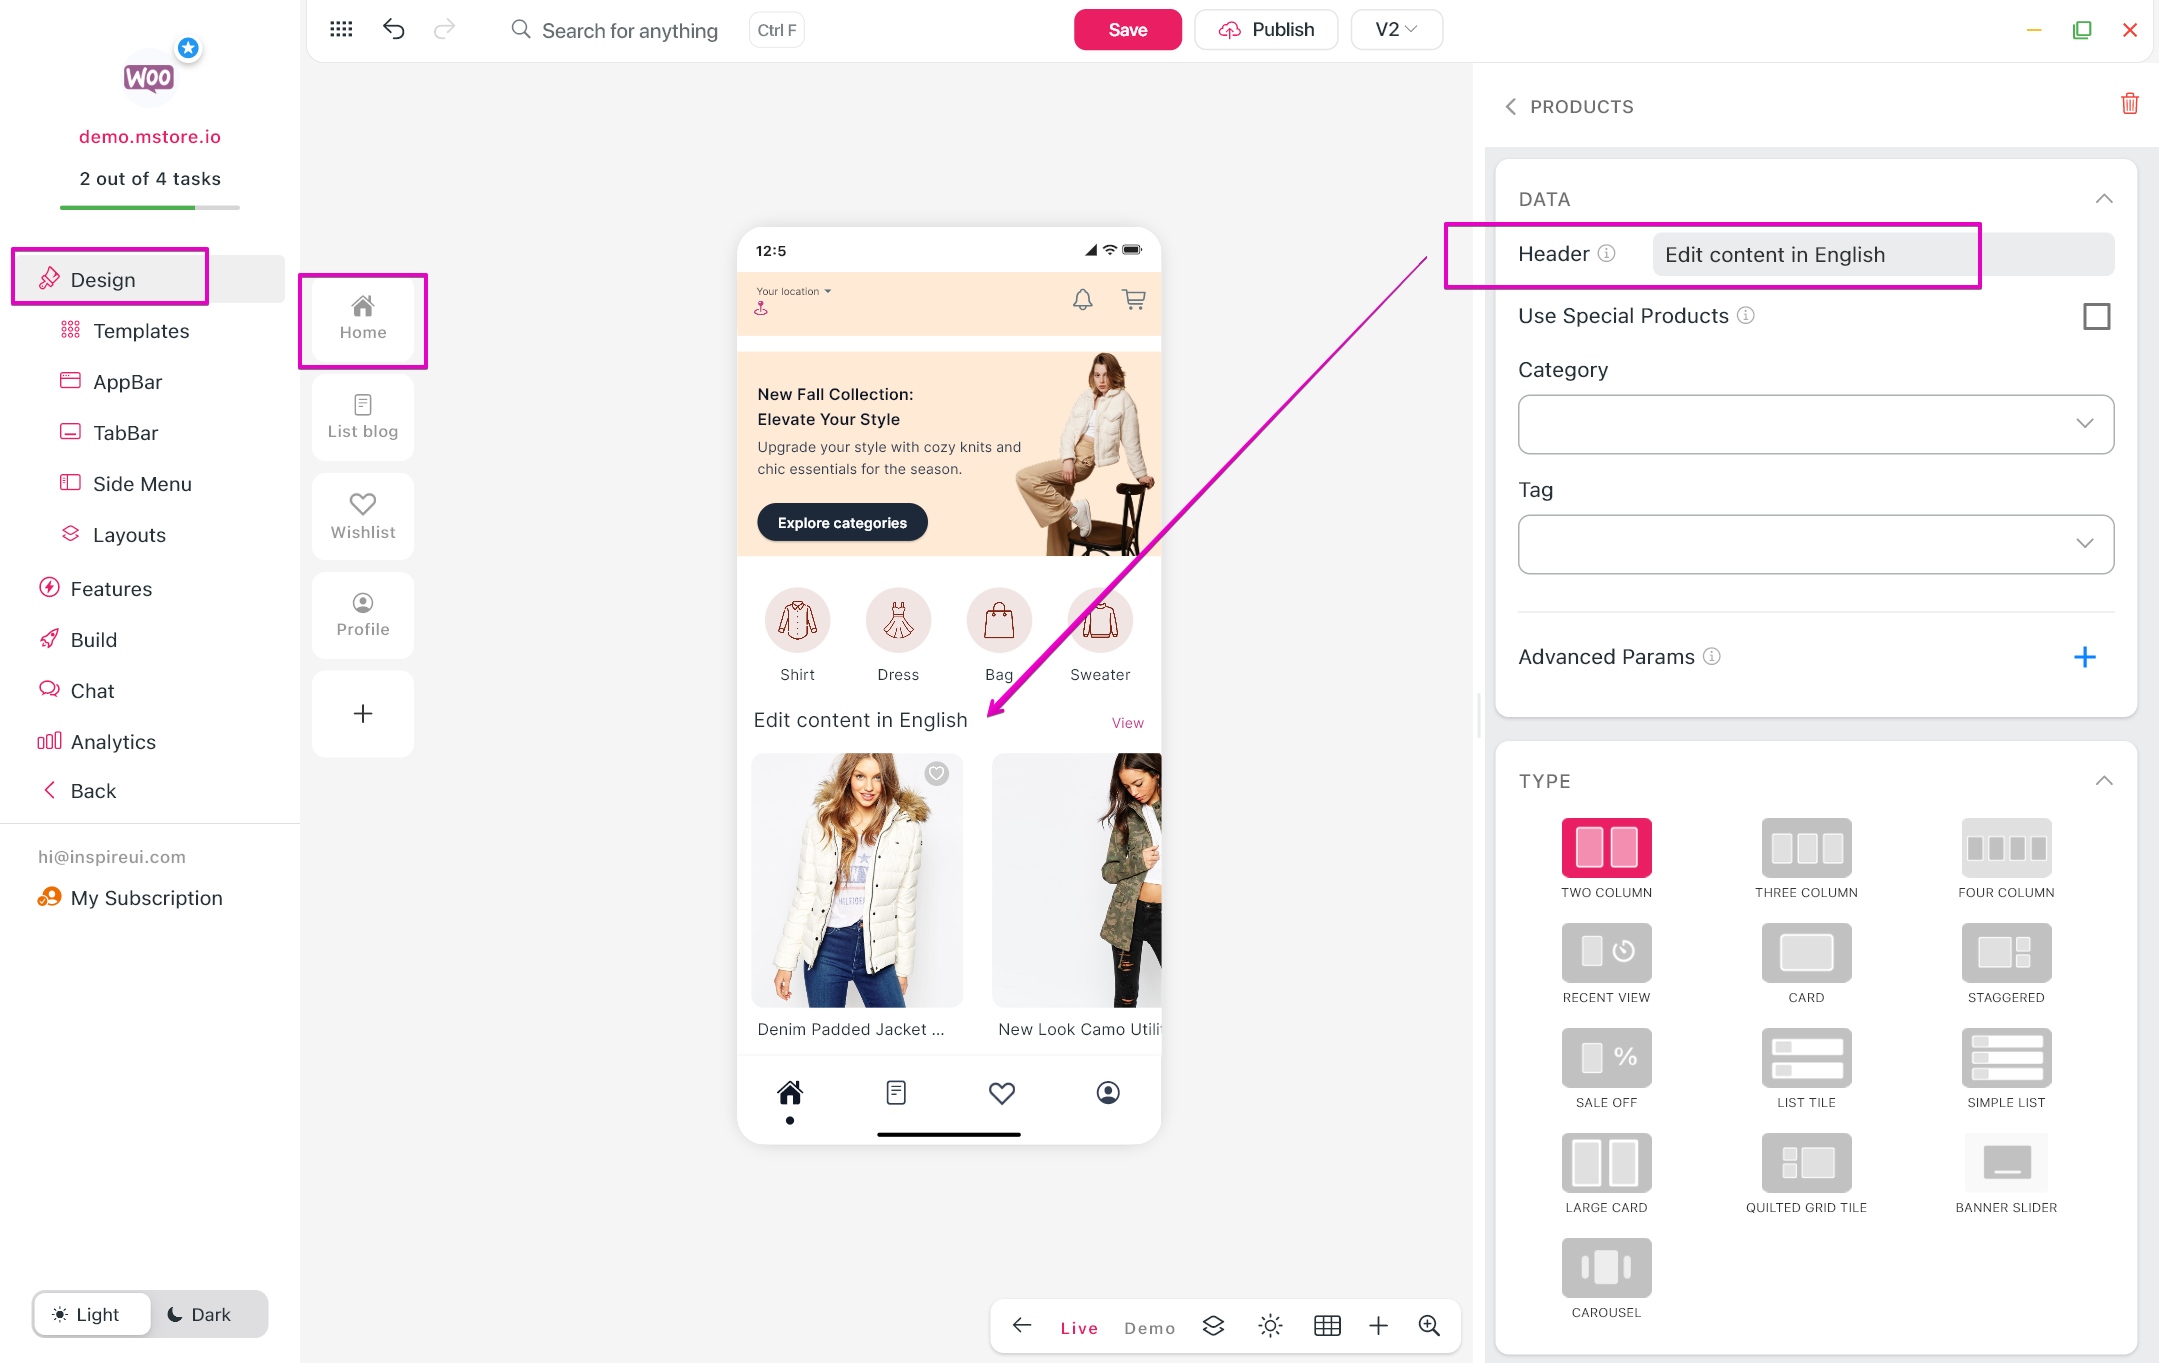 WOO
demo.mstore.io
2 out of 4 tasks
Design
Templates
AppBar
TabBar
Side Menu
Layouts
Features
Build
Chat
Analytics
Back
hi@inspireui.com
My Subscription
Light
Dark
Search for anything
Ctrl F
Save
Publish
V2
Home
List blog
Wishlist
Profile
12:5
Your location
New Fall Collection:
Elevate Your Style
Upgrade your style with cozy knits and
chic essentials for the season.
Explore categories
Shirt
Dress
Bag
Sweater
Edit content in English
View
Denim Padded Jacket ...
New Look Camo Utili
Live
Demo
PRODUCTS
DATA
Header
Edit content in English
Use Special Products
Category
Tag
Advanced Params
TYPE
TWO COLUMN
THREE COLUMN
FOUR COLUMN
RECENT VIEW
CARD
STAGGERED
%
SALE OFF
LIST TILE
SIMPLE LIST
LARGE CARD
QUILTED GRID TILE
BANNER SLIDER
CAROUSEL